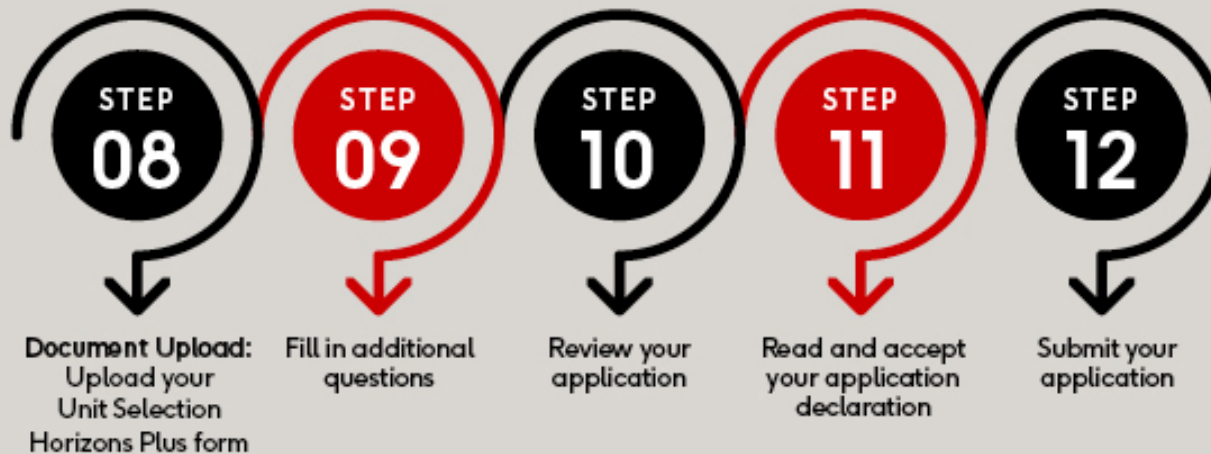 STEP
08
Document Upload:
Upload your
Unit Selection
Horizons Plus form
STEP
09
Fill in additional
questions
STEP
10
Review your
application
STEP
11
Read and accept
your application
declaration
STEP
12
Submit your
application